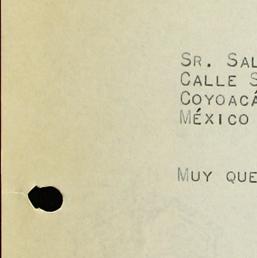 SR. SAL
CALLE S
COYOACÁ
MÉXICO
MUY QUE